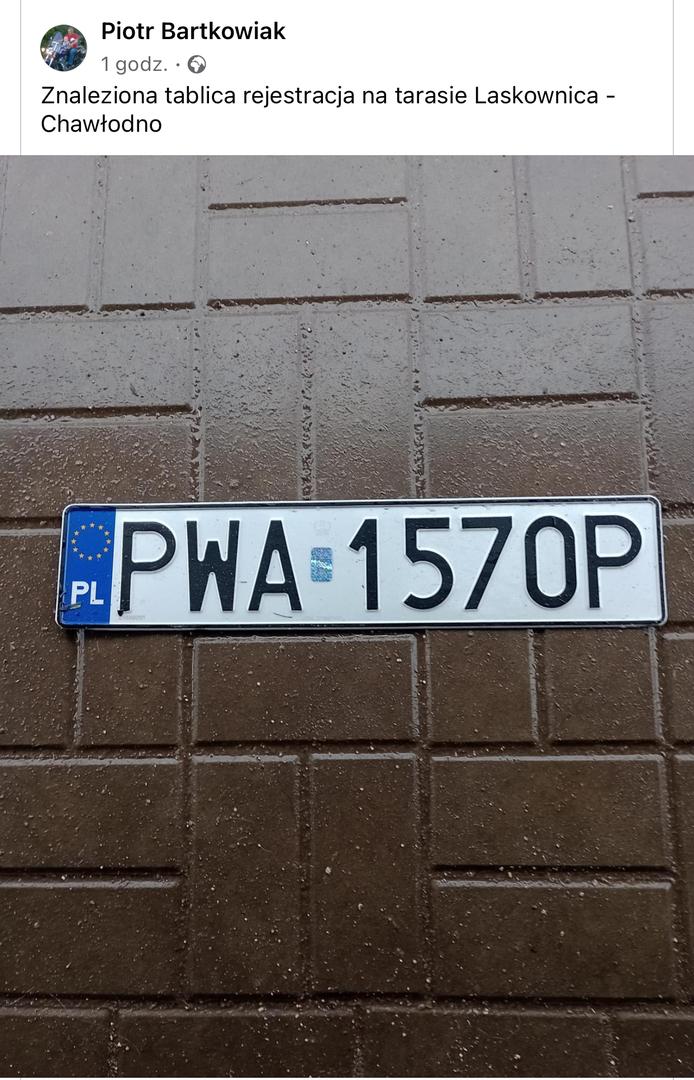 Piotr Bartkowiak
1 godz. ·
Znaleziona tablica rejestracja na tarasie Laskownica -
Chawłodno
PL PWA 1570P